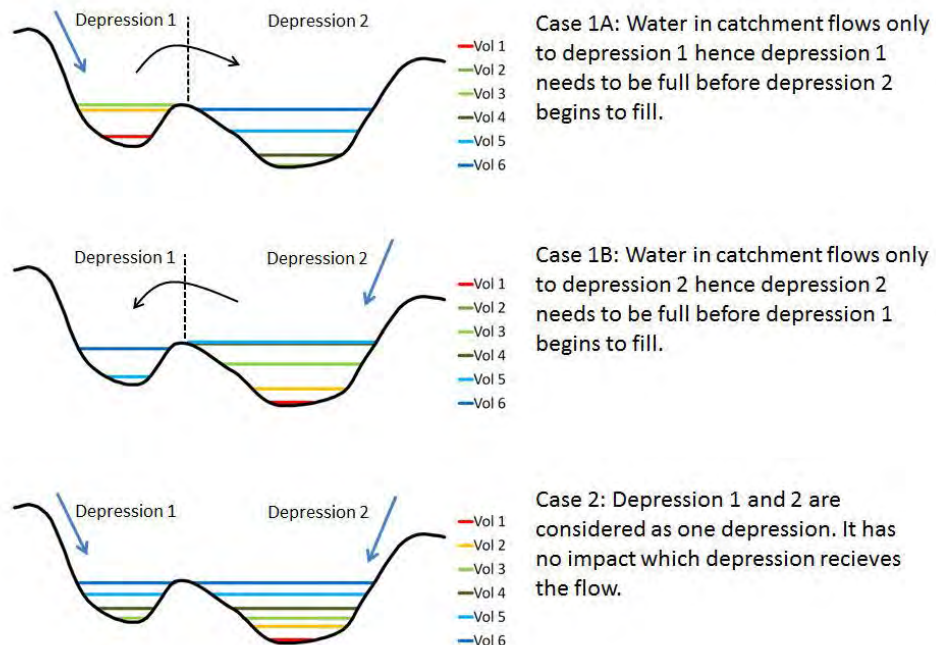 Depression 1
Depression 2
Vol 1
Vol 2
Vol 3
Vol 4
Vol 5
Vol 6
Case 1A: Water in catchment flows only
to depression 1 hence depression 1
needs to be full before depression 2
begins to fill.
Depression 1
Depression 2
Vol 1
Vol 2
Vol 3
Vol 4
Vol 5
Vol 6
Case 1B: Water in catchment flows only
to depression 2 hence depression 2
needs to be full before depression 1
begins to fill.
Depression 1
Depression 2
Vol 1
Vol 2
Vol 3
Vol 4
Vol 5
Vol 6
Case 2: Depression 1 and 2 are
considered as one depression. It has
no impact which depression recieves
the flow.